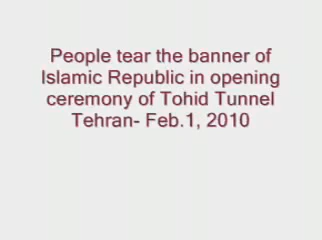 People tear the banner of
Islamic Republic in opening
ceremony of Tohid Tunnel
Tehran- Feb.1, 2010